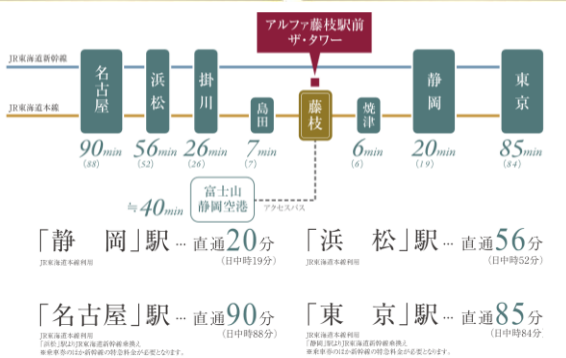 アルファ藤枝駅前
ザ・タワー
JR東海道新幹線
JR東海道本線
名古屋
浜松
掛川
島田
藤枝
焼津
静岡
東京
90min
(88)
56min
(52)
26min
(26)
7min
(7)
6min
(6)
20min
(19)
85min
(84)
≒40min
富士山
静岡空港
アクセスバス
「静 岡」駅…直通20分
JR東海道本線利用
(日中時19分)
「浜 松」駅…直通56分
JR東海道本線利用
(日中時52分)
「名古屋」駅…直通90分
JR東海道本線利用
(日中時88分)
「浜松」駅よりJR東海道新幹線乗換え
※乗車券のほか新幹線の特急料金が必要となります。
「東 京」駅…直通85分
JR東海道本線利用
(日中時84分)
「静岡」駅よりJR東海道新幹線乗換え
※乗車券のほか新幹線の特急料金が必要となります。